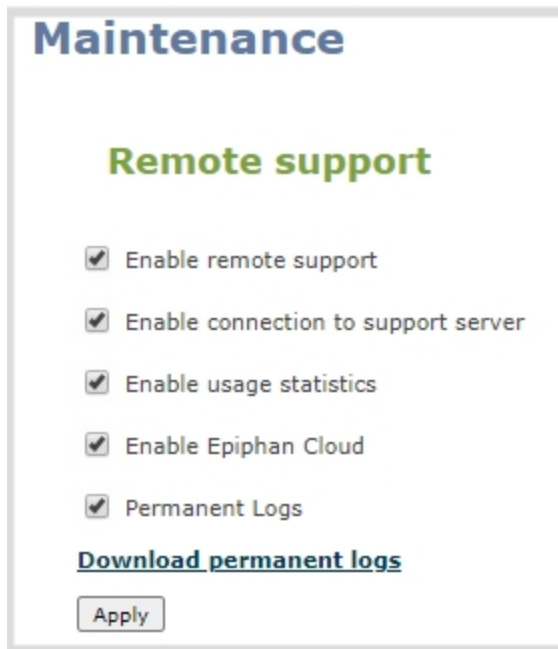 Maintenance
Remote support
Enable remote support
Enable connection to support server
Enable usage statistics
Enable Epiphan Cloud
Permanent Logs
Download permanent logs
Apply